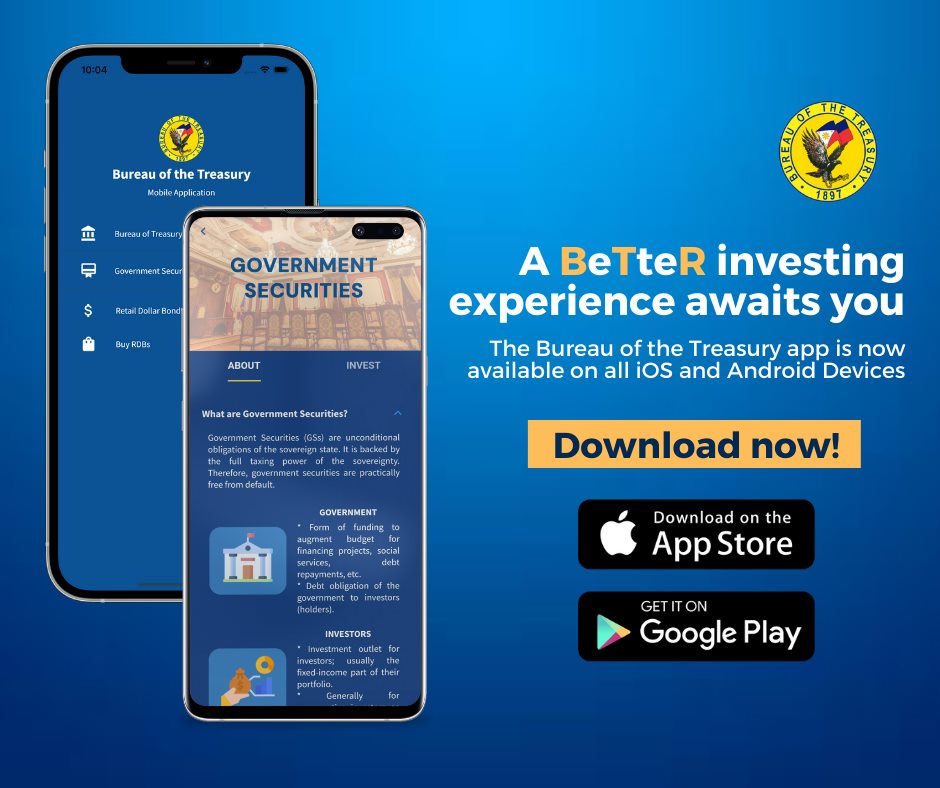 10:04
BUREAU OF THE TREASURY
1897
Bureau of the Treasury
Mobile Application
Bureau of Treasury
Government Secur
Retail Dollar Bond
Buy RDBs
GOVERNMENT
SECURITIES
ABOUT
INVEST
What are Government Securities?
Government Securities (GSs) are unconditional
obligations of the sovereign state. It is backed by
the full taxing power of the sovereignty.
Therefore, government securities are practically
free from default.
GOVERNMENT
* Form of funding to
augment budget for
financing projects, social
services, debt
repayments, etc.
* Debt obligation of the
government to investors
(holders).
INVESTORS
* Investment outlet for
investors; usually the
fixed-income part of their
portfolio.
* Generally for
BUREAU OF THE TREASURY
1897
A BeTteR investing
experience awaits you
The Bureau of the Treasury app is now
available on all iOS and Android Devices
Download now!
Download on the
App Store
GET IT ON
Google Play